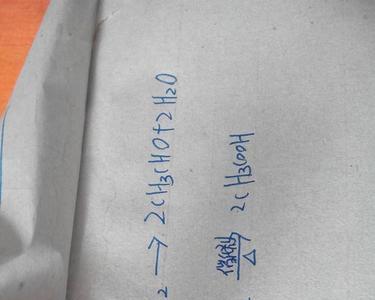 2 → 2CH3CHO+2H2O
催化剂
△ → 2CH3COOH